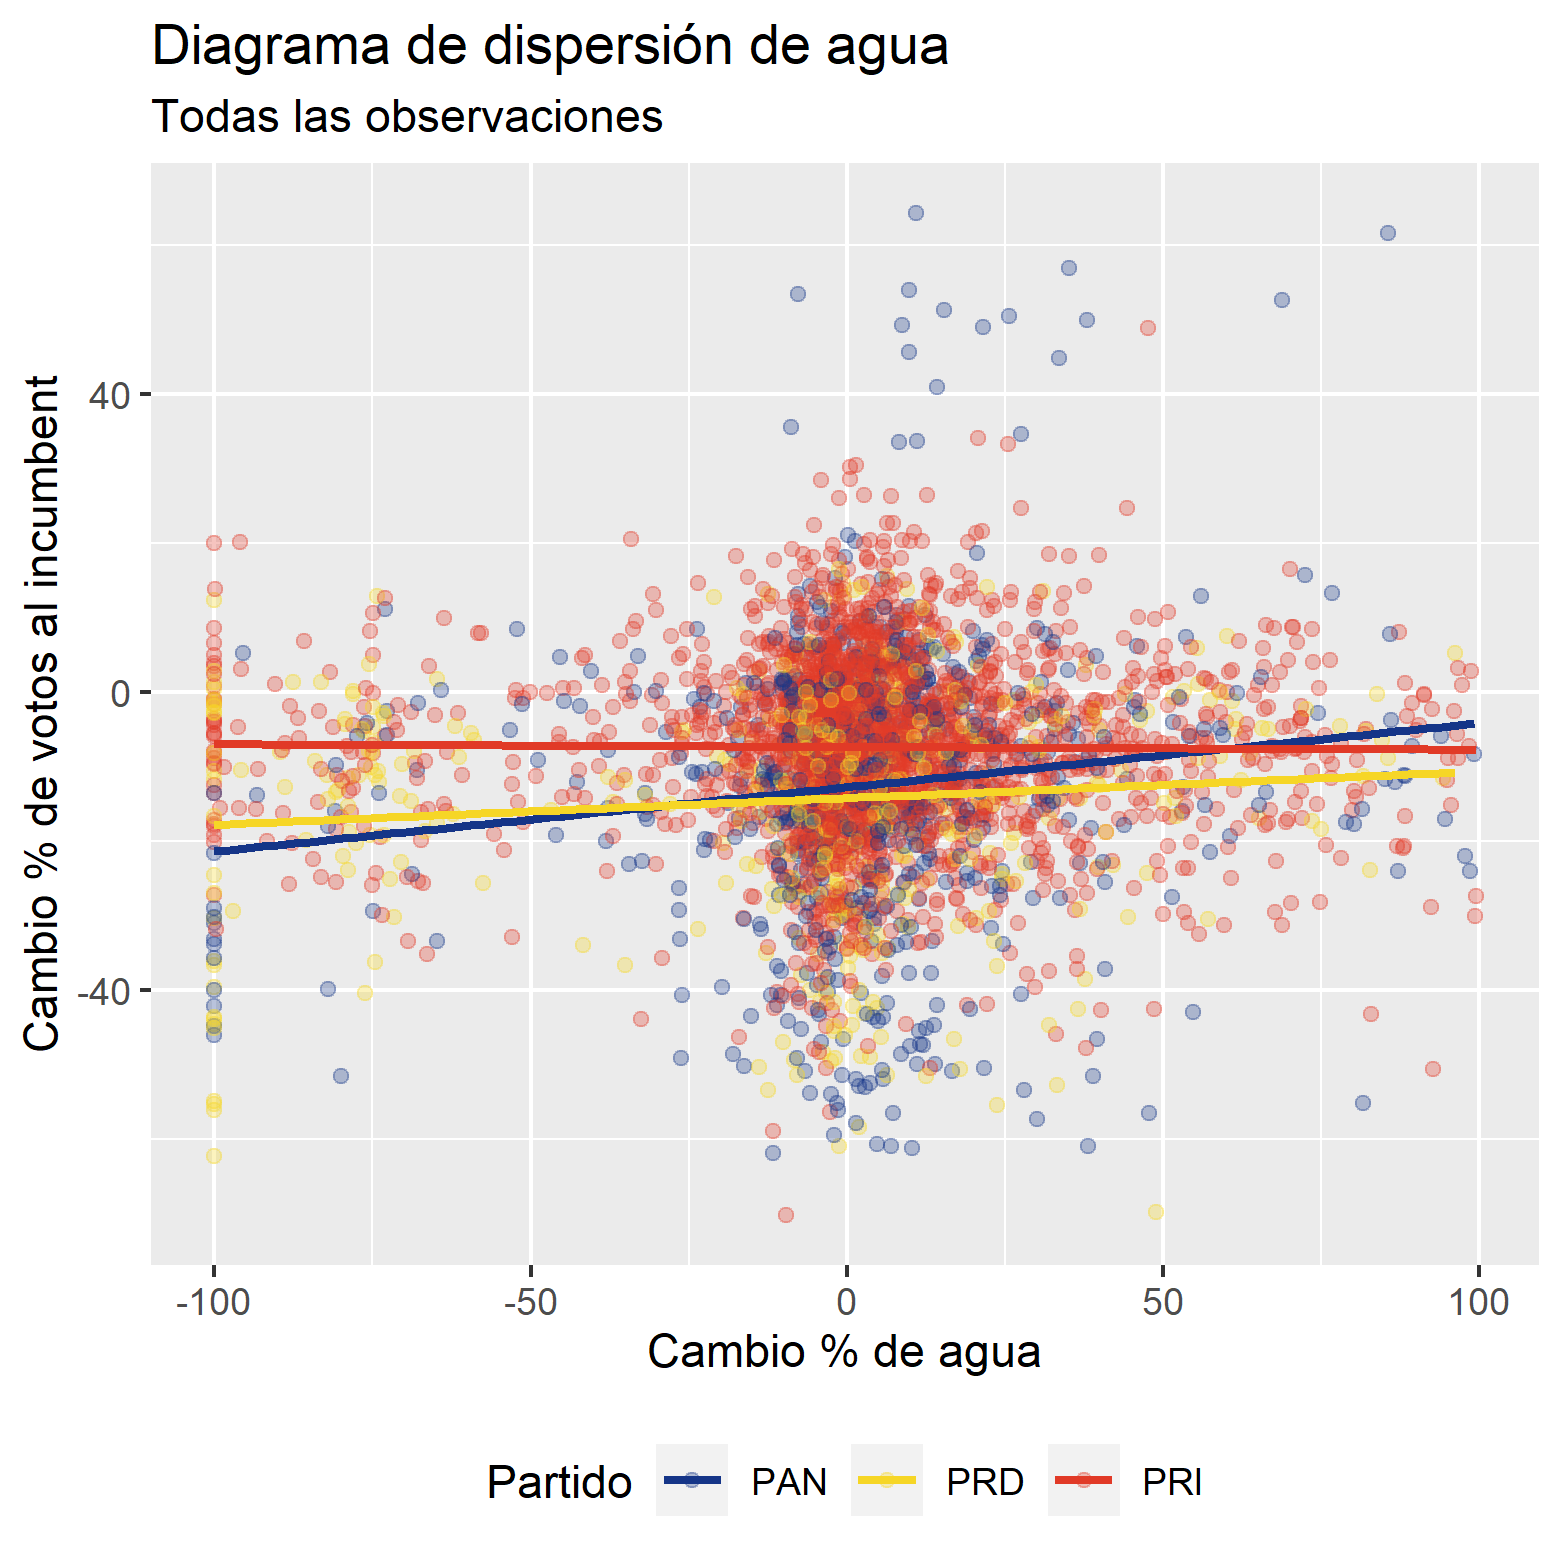 Diagrama de dispersión de agua
Todas las observaciones
Cambio % de votos al incumbent
40
0
-40
-100
-50
0
50
100
Cambio % de agua
Partido PAN PRD PRI